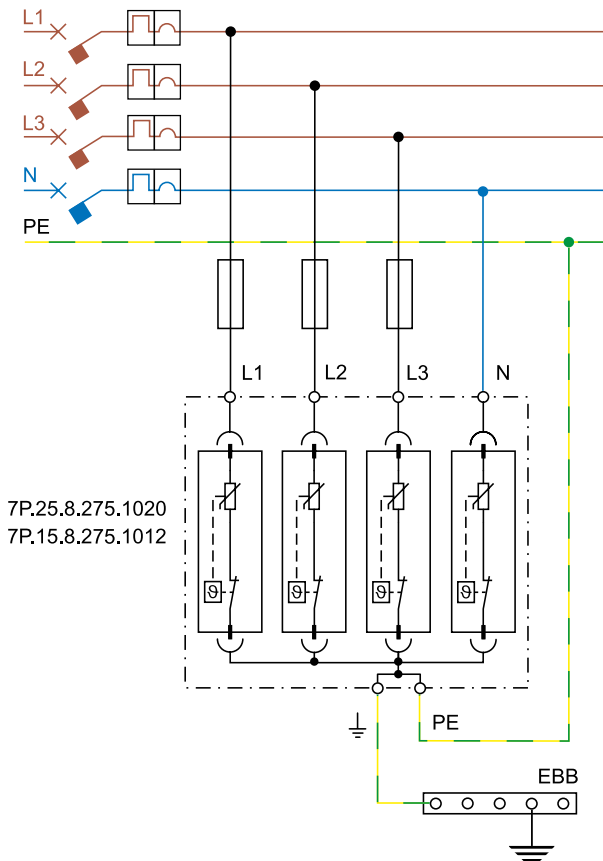 L1
L2
L3
N
PE
L1 L2 L3 N
7P.25.8.275.1020
7P.15.8.275.1012
ϑ ϑ ϑ ϑ
PE
EBB